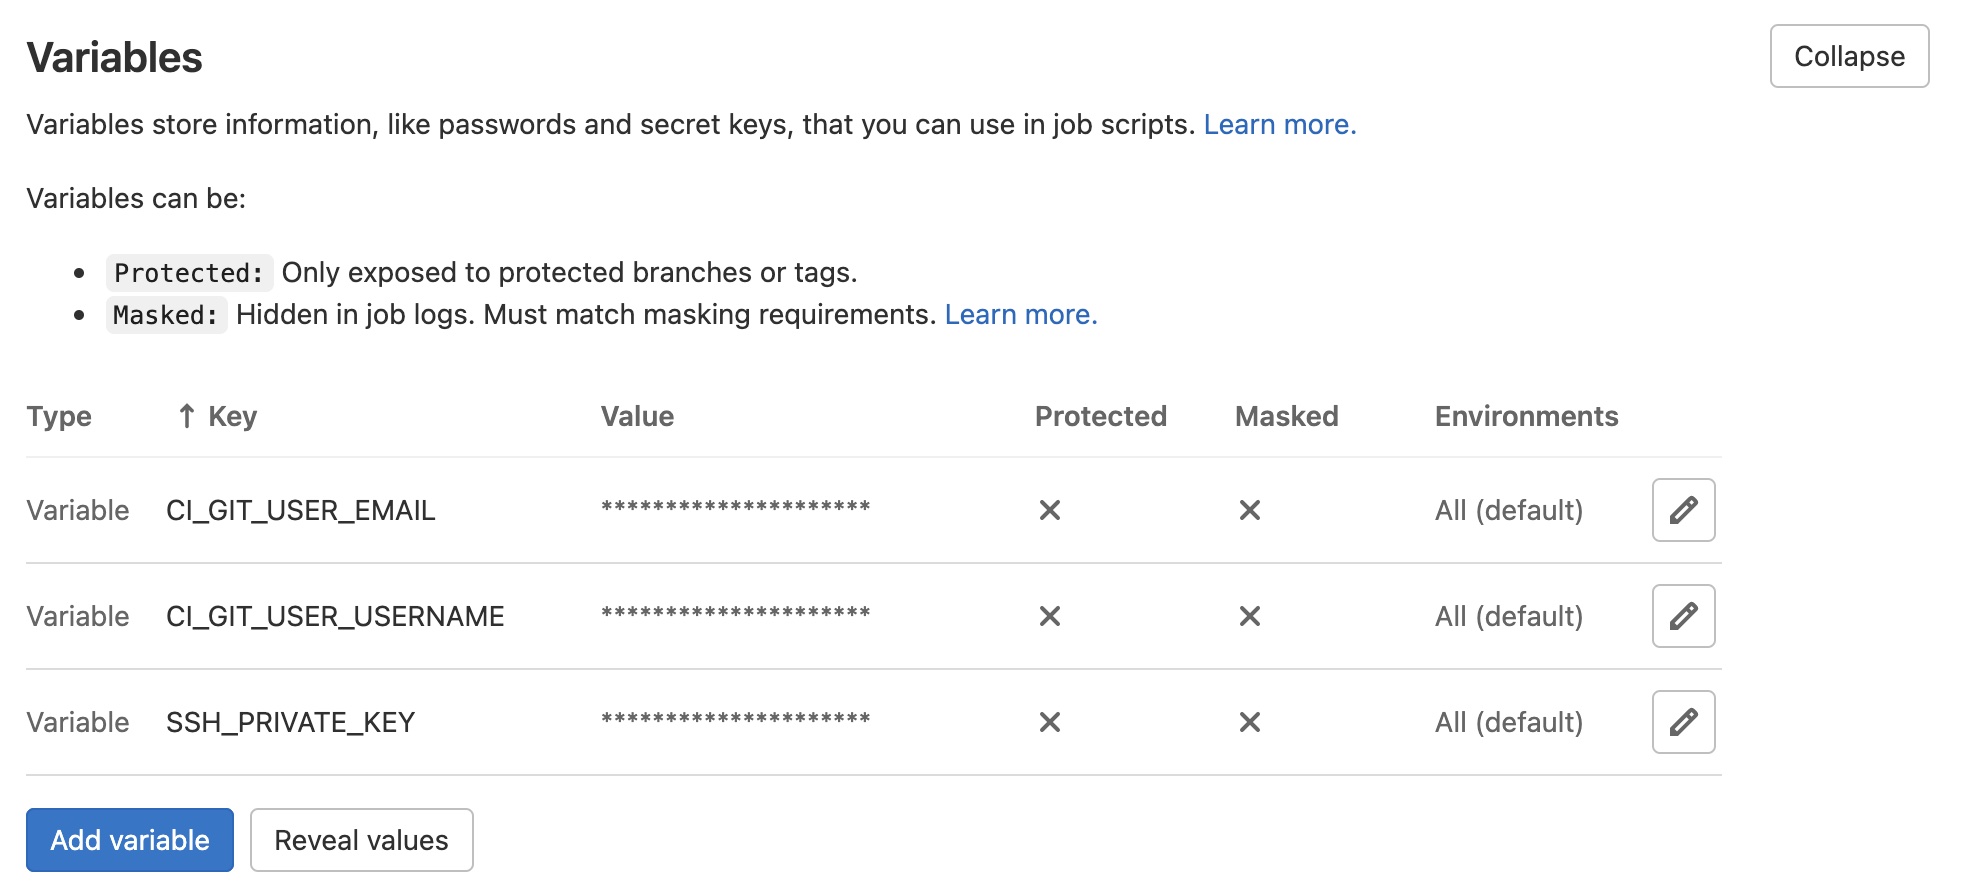 Variables
Collapse
Variables store information, like passwords and secret keys, that you can use in job scripts. Learn more.
Variables can be:
Protected: Only exposed to protected branches or tags.
Masked: Hidden in job logs. Must match masking requirements. Learn more.
Type ↑ Key Value Protected Masked Environments
Variable CI_GIT_USER_EMAIL ********************* All (default)
Variable CI_GIT_USER_USERNAME ********************* All (default)
Variable SSH_PRIVATE_KEY ********************* All (default)
Add variable Reveal values